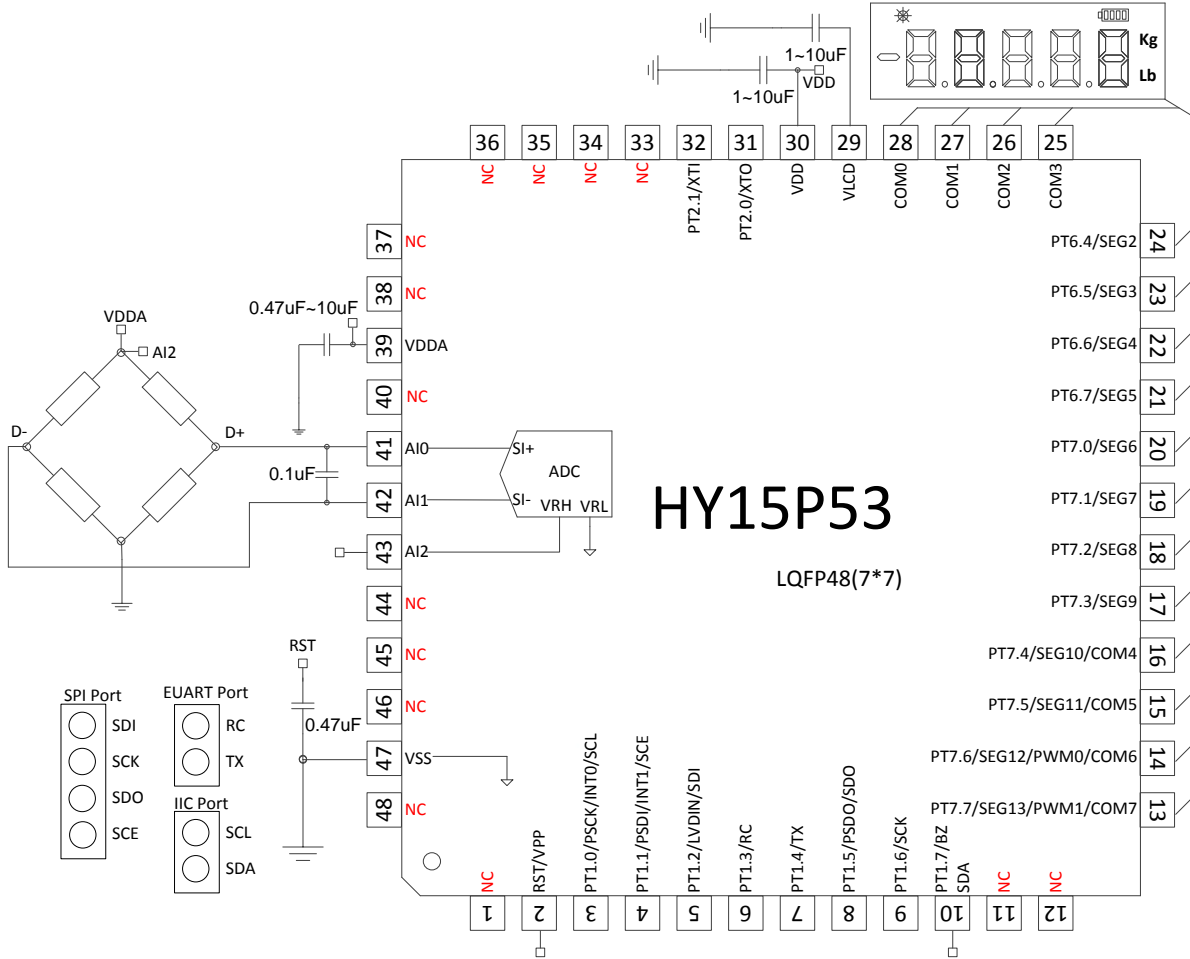 1~10uF
VDD
1~10uF
Kg
Lb
36
35
34
33
32
31
30
29
28
27
26
25
NC
NC
NC
NC
PT2.1/XTI
PT2.0/XTO
VDD
VLCD
COM0
COM1
COM2
COM3
37 NC
38 NC
0.47uF~10uF
39 VDDA
40 NC
41 AI0
42 AI1
43 AI2
44 NC
45 NC
46 NC
47 VSS
48 NC
VDDA
AI2
D-
D+
0.1uF
SI+
ADC
SI-
VRH VRL
HY15P53
LQFP48(7*7)
PT6.4/SEG2 24
PT6.5/SEG3 23
PT6.6/SEG4 22
PT6.7/SEG5 21
PT7.0/SEG6 20
PT7.1/SEG7 19
PT7.2/SEG8 18
PT7.3/SEG9 17
PT7.4/SEG10/COM4 16
PT7.5/SEG11/COM5 15
PT7.6/SEG12/PWM0/COM6 14
PT7.7/SEG13/PWM1/COM7 13
RST
0.47uF
SPI Port
SDI
SCK
SDO
SCE
EUART Port
RC
TX
IIC Port
SCL
SDA
NC
RST/VPP
PT1.0/PSCK/INT0/SCL
PT1.1/PSDI/INT1/SCE
PT1.2/LVDIN/SDI
PT1.3/RC
PT1.4/TX
PT1.5/PSDO/SDO
PT1.6/SCK
PT1.7/BZ
SDA
NC
NC
1
2
3
4
5
6
7
8
9
10
11
12